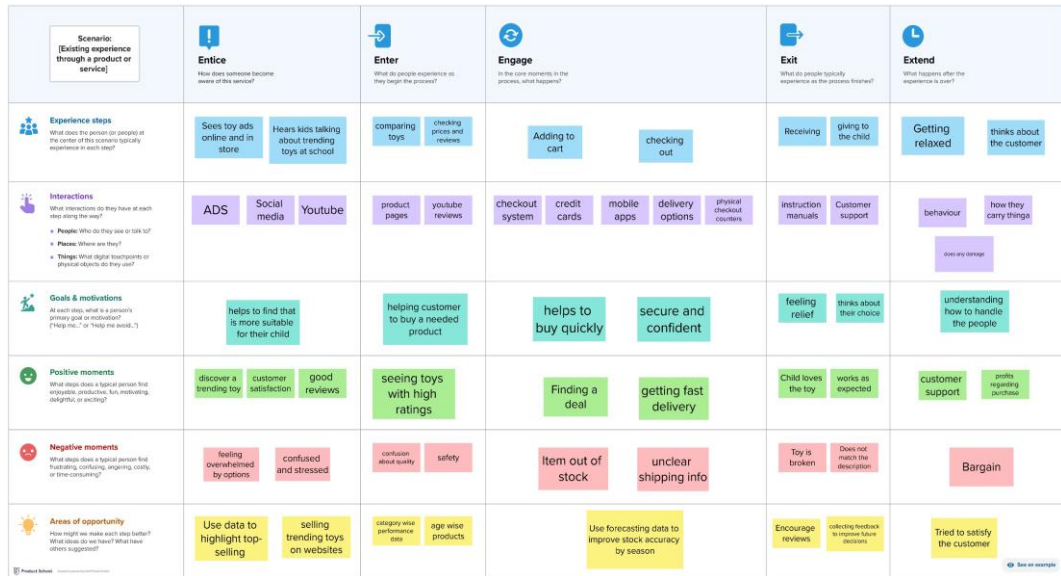 Scenario:
[Existing experience
through a product or
service]
Entice
How does someone become
aware of this service?
Enter
What do people experience as
they begin the process?
Engage
In the core moments in the
process, what happens?
Exit
What do people typically
experience as the process finishes?
Extend
What happens after the
experience is over?
Experience steps
What does the person (or people) at
the center of this scenario typically
experience in each step?
Sees toy ads
online and in
store
Hears kids talking
about trending
toys at school
comparing
toys
checking
prices and
reviews
Adding to
cart
checking
out
Receiving
giving to
the child
Getting
relaxed
thinks about
the customer
Interactions
What interactions do they have at each
step along the way?
People: Who do they see or talk to?
Places: Where are they?
Things: What digital touchpoints or
physical objects do they use?
ADS
Social
media
Youtube
product
pages
youtube
reviews
checkout
system
credit
cards
mobile
apps
delivery
options
physical
checkout
counters
instruction
manuals
Customer
support
behaviour
how they
carry thinga
does any damage
Goals & motivations
At each step, what is a person's
primary goal or motivation?
("Help me..." or "Help me avoid...")
helps to find that
is more suitable
for their child
helping customer
to buy a needed
product
helps to
buy quickly
secure and
confident
feeling
relief
thinks about
their choice
understanding
how to handle
the people
Positive moments
What steps does a typical person find
enjoyable, productive, fun, motivating,
delightful, or exciting?
discover a
trending toy
customer
satisfaction
good
reviews
seeing toys
with high
ratings
Finding a
deal
getting fast
delivery
Child loves
the toy
works as
expected
customer
support
profits
regarding
purchase
Negative moments
What steps does a typical person find
frustrating, confusing, angering, costly,
or time-consuming?
feeling
overwhelmed
by options
confused
and stressed
confusion
about quality
safety
Item out of
stock
unclear
shipping info
Toy is
broken
Does not
match the
description
Bargain
Areas of opportunity
How might we make each step better?
What ideas do we have? What have
others suggested?
Use data to
highlight top-
selling
selling
trending toys
on websites
category wise
performance
data
age wise
products
Use forecasting data to
improve stock accuracy
by season
Encourage
reviews
collecting feedback
to improve future
decisions
Tried to satisfy
the customer
Product School
See an example